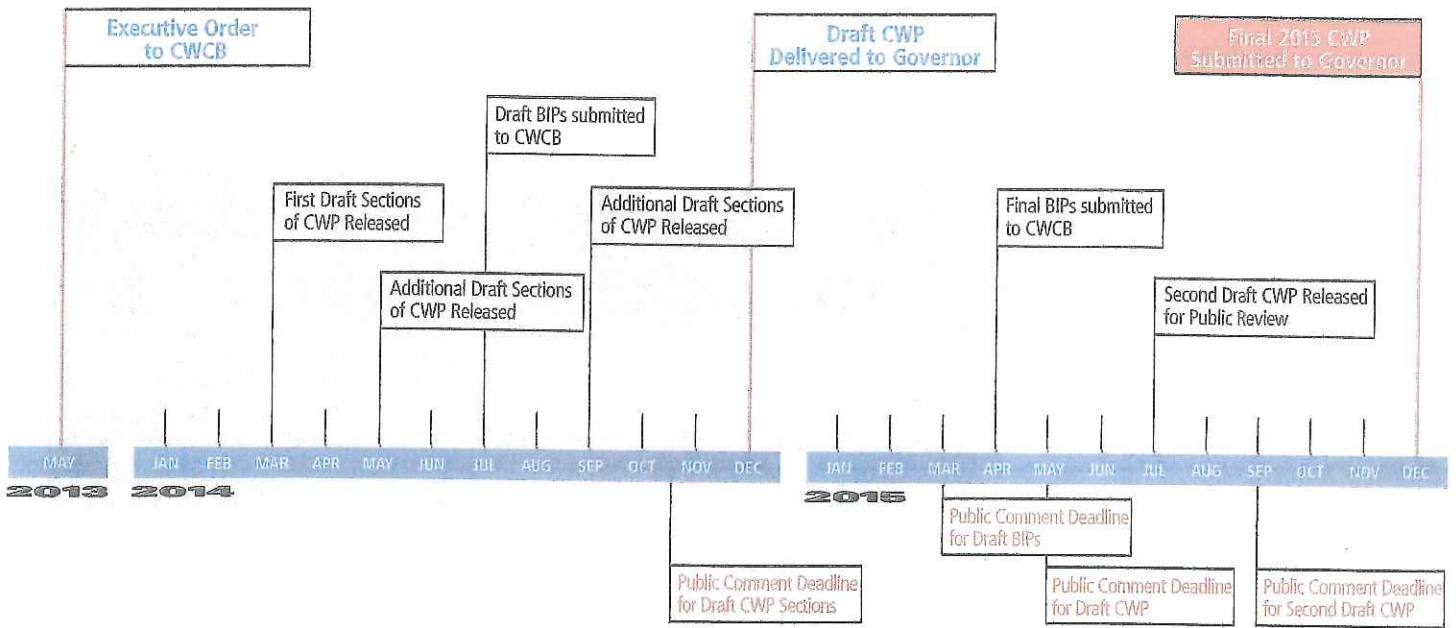 Executive Order
to CWCB
Draft CWP
Delivered to Governor
Final 2015 CWP
Submitted to Governor
Draft BIPs submitted
to CWCB
First Draft Sections
of CWP Released
Additional Draft Sections
of CWP Released
Final BIPs submitted
to CWCB
Additional Draft Sections
of CWP Released
Second Draft CWP Released
for Public Review
MAY
JAN FEB MAR APR MAY JUN JUL AUG SEP OCT NOV DEC
JAN FEB MAR APR MAY JUN JUL AUG SEP OCT NOV DEC
2013
2014
2015
Public Comment Deadline
for Draft BIPs
Public Comment Deadline
for Draft CWP Sections
Public Comment Deadline
for Draft CWP
Public Comment Deadline
for Second Draft CWP